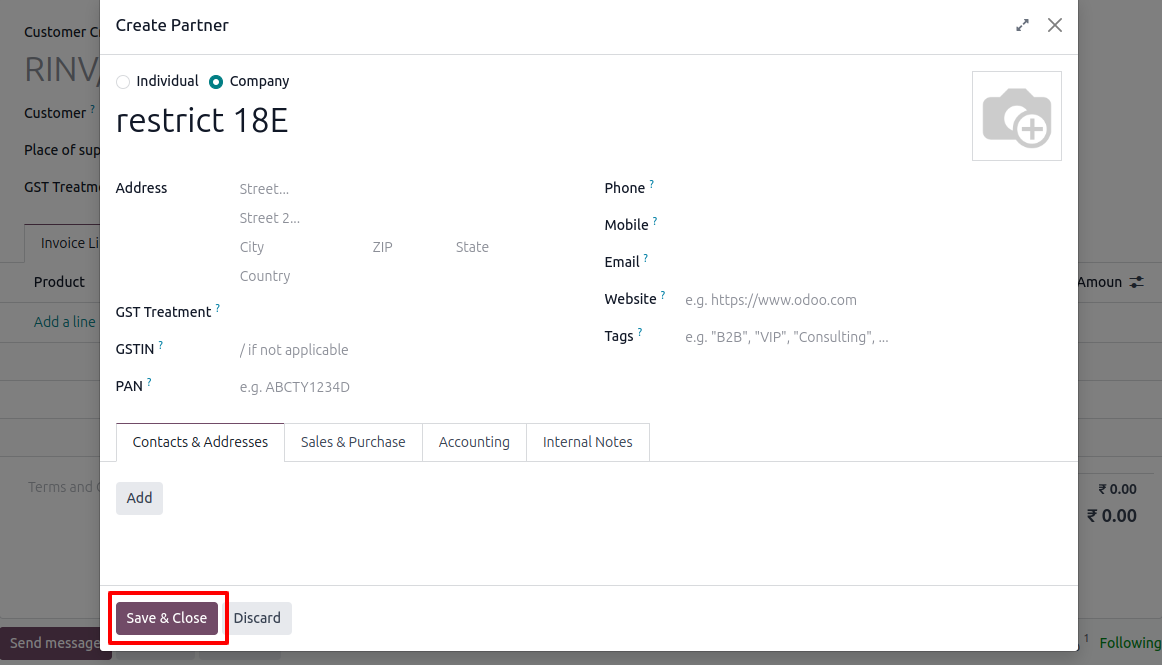 Create Partner
Customer Cr
Individual Company
RINV/
restrict 18E
Customer ?
Place of sup
Address Street... Phone ?
GST Treatme
Street 2... Mobile ?
City ZIP State
Invoice Li
Email ?
Country
Product Amoun
Website ? e.g. https://www.odoo.com
GST Treatment ?
Add a line
Tags ? e.g. "B2B", "VIP", "Consulting", ...
GSTIN ? / if not applicable
PAN ? e.g. ABCTY1234D
Contacts & Addresses Sales & Purchase Accounting Internal Notes
Terms and C ₹ 0.00
Add
₹ 0.00
Save & Close Discard
Send message 1 Following